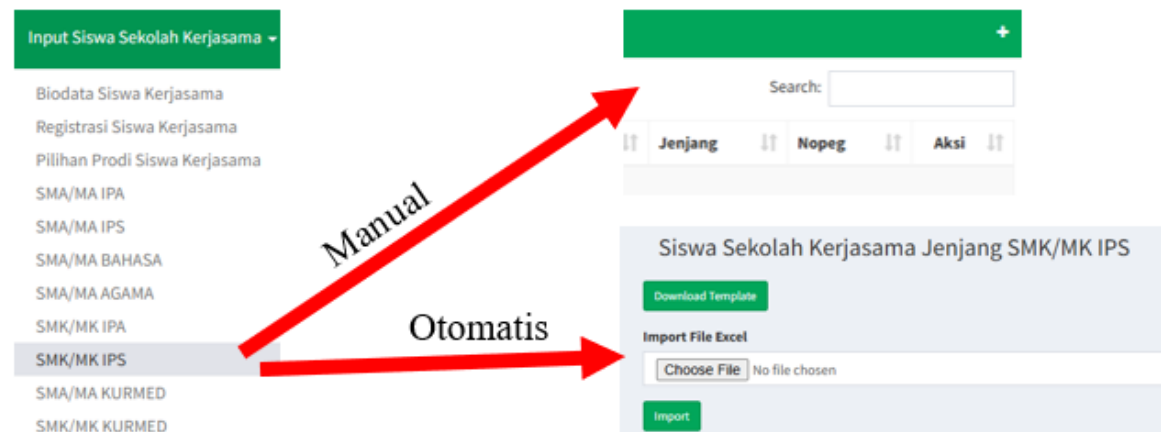 Input Siswa Sekolah Kerjasama
Biodata Siswa Kerjasama
Registrasi Siswa Kerjasama
Pilihan Prodi Siswa Kerjasama
SMA/MA IPA
SMA/MA IPS
SMA/MA BAHASA
SMA/MA AGAMA
SMK/MK IPA
SMK/MK IPS
SMA/MA KURMED
SMK/MK KURMED
Manual
Otomatis
+
Search:
Jenjang Nopeg Aksi
Siswa Sekolah Kerjasama Jenjang SMK/MK IPS
Download Template
Import File Excel
Choose File No file chosen
Import